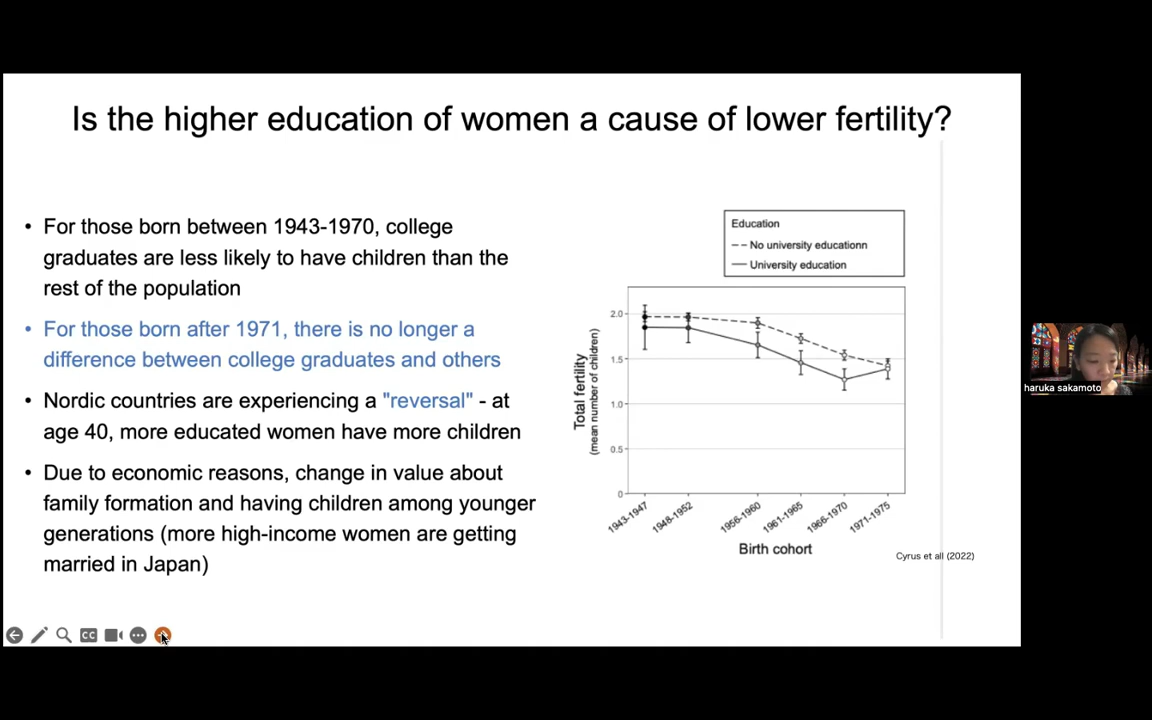 Is the higher education of women a cause of lower fertility?
• For those born between 1943-1970, college
graduates are less likely to have children than the
rest of the population
• For those born after 1971, there is no longer a
difference between college graduates and others
• Nordic countries are experiencing a "reversal" - at
age 40, more educated women have more children
• Due to economic reasons, change in value about
family formation and having children among younger
generations (more high-income women are getting
married in Japan)
Education
No university educationn
University education
Total fertility
(mean number of children)
2.0
1.5
1.0
0.5
0
1943-1947
1948-1952
1956-1960
1961-1965
1966-1970
1971-1975
Birth cohort
Cyrus et all (2022)
CC
haruka sakamoto